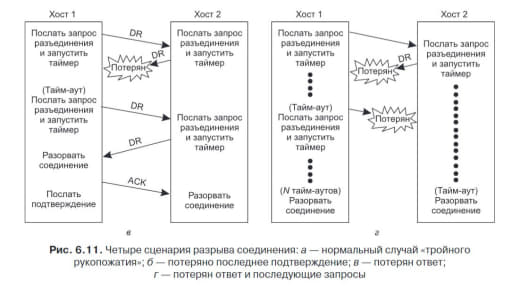 Хост 1
Хост 2
Послать запрос
разъединения
и запустить
таймер
DR
DR
Потерян
Послать запрос
разъединения
и запустить
таймер
(Тайм-аут)
Послать запрос
разъединения
и запустить
таймер
DR
DR
Послать запрос
разъединения
и запустить
таймер
Разорвать
соединение
Послать
подтверждение
ACK
Разорвать
соединение
в
Хост 1
Хост 2
Послать запрос
разъединения
и запустить
таймер
DR
DR
Потерян
Послать запрос
разъединения
и запустить
таймер
(Тайм-аут)
Послать запрос
разъединения
и запустить
таймер
Потерян
(N тайм-аутов)
Разорвать
соединение
(Тайм-аут)
Разорвать
соединение
г
Рис. 6.11. Четыре сценария разрыва соединения: а — нормальный случай «тройного
рукопожатия»; б — потеряно последнее подтверждение; в — потерян ответ;
г — потерян ответ и последующие запросы